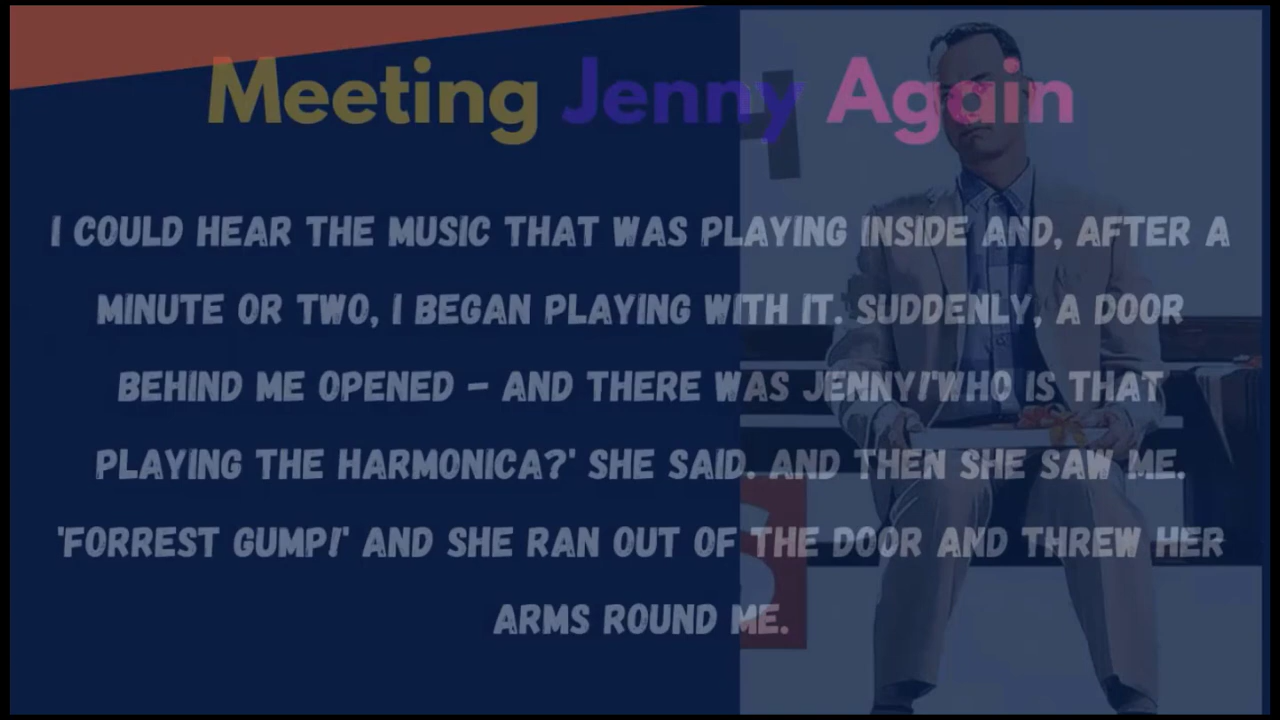 Meeting Jenny Again
I COULD HEAR THE MUSIC THAT WAS PLAYING INSIDE AND, AFTER A
MINUTE OR TWO, I BEGAN PLAYING WITH IT. SUDDENLY, A DOOR
BEHIND ME OPENED – AND THERE WAS JENNY!'WHO IS THAT
PLAYING THE HARMONICA?' SHE SAID. AND THEN SHE SAW ME.
'FORREST GUMP!' AND SHE RAN OUT OF THE DOOR AND THREW HER
ARMS ROUND ME.